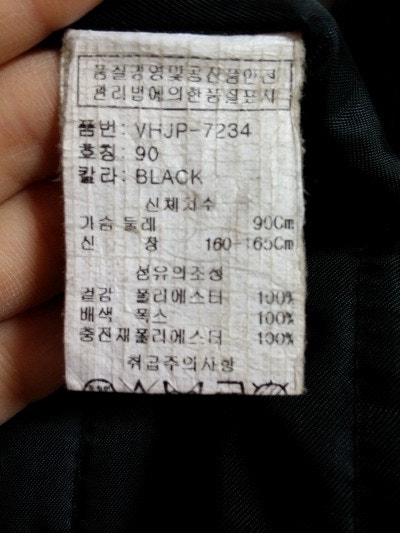 품질경영및공산품안전
관리법에의한품질표시
품번: VHJP-7234
호칭: 90
칼라: BLACK
신체치수
가슴 둘레 90Cm
신 장 160-165Cm
섬유의조성
겉감 폴리에스터 100%
배색 폭스 100%
충전재폴리에스터 100%
취급주의사항